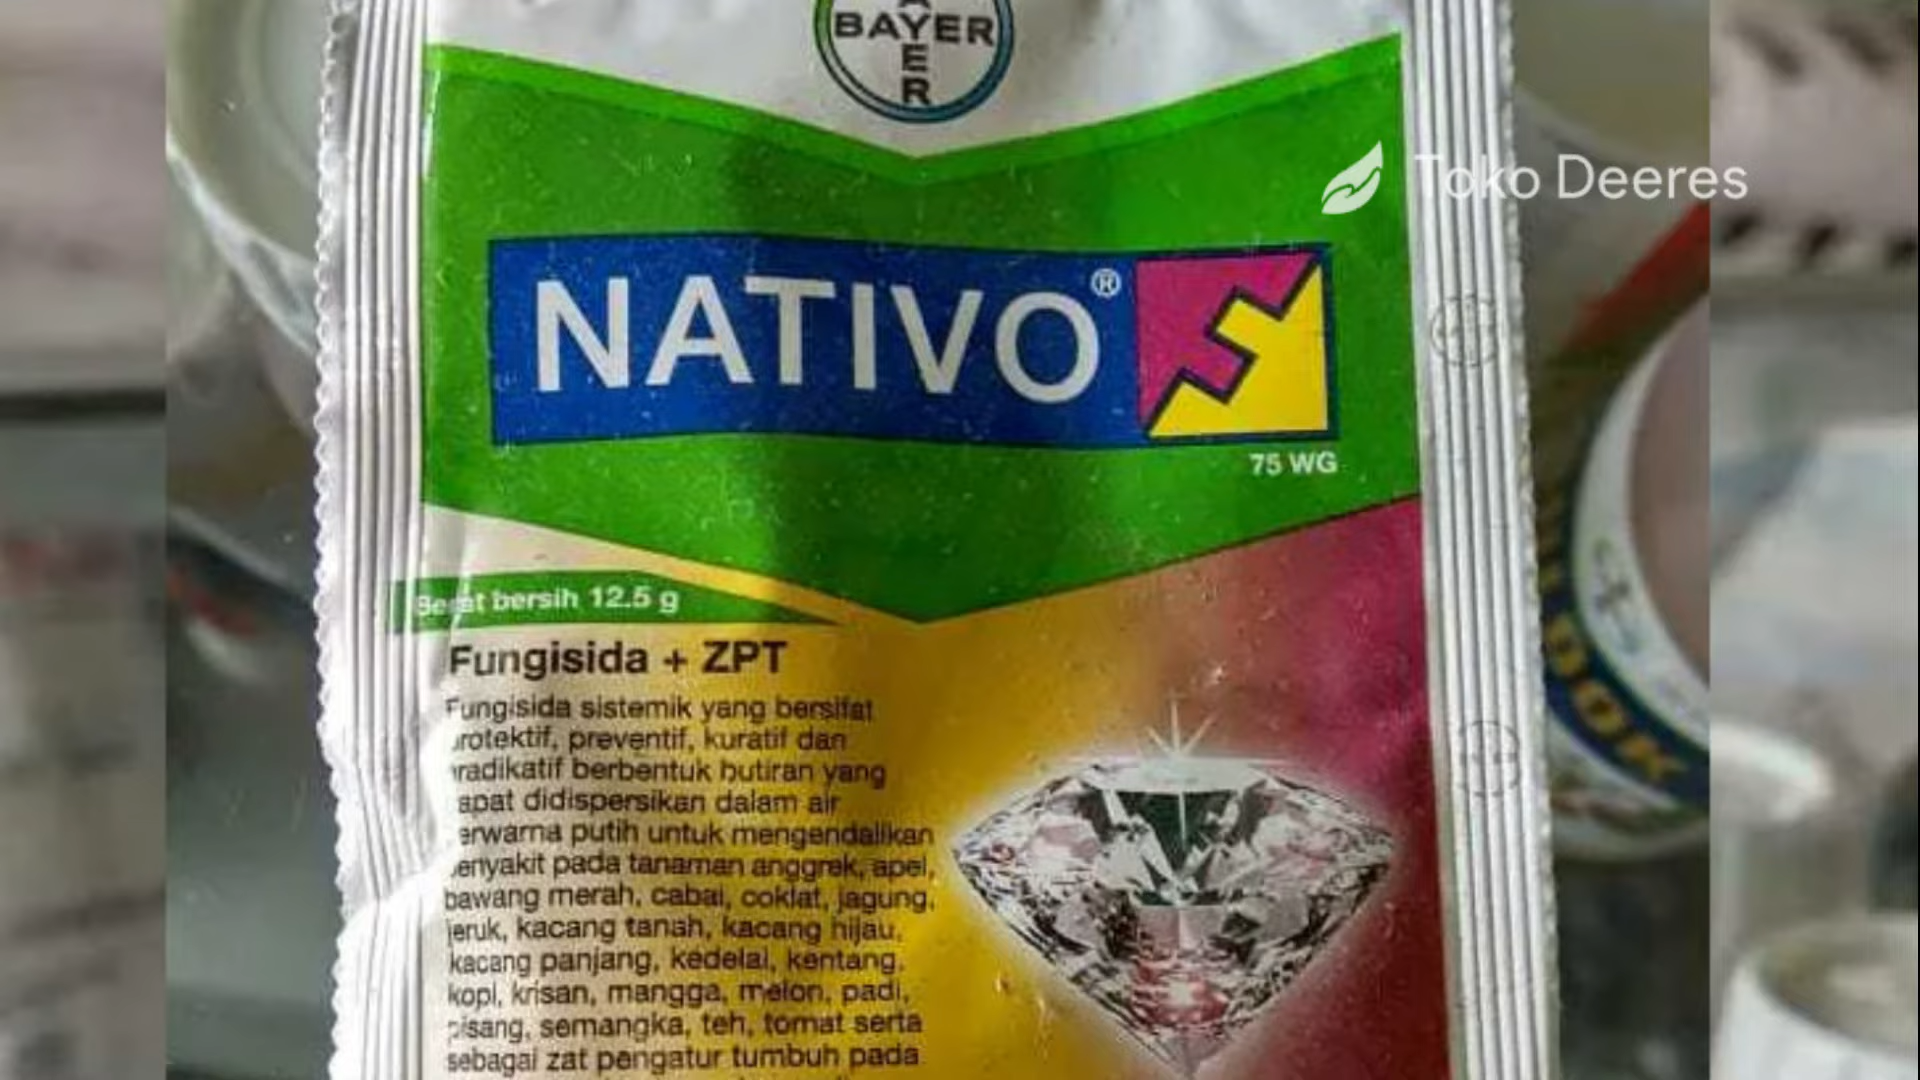 BAYER
BAYER
Toko Deeres
NATIVO®
75 WG
Berat bersih 12.5 g
Fungisida + ZPT
Fungisida sistemik yang bersifat
protektif, preventif, kuratif dan
eradikatif berbentuk butiran yang
dapat didispersikan dalam air
berwarna putih untuk mengendalikan
penyakit pada tanaman anggrek, apel,
bawang merah, cabai, coklat, jagung,
jeruk, kacang tanah, kacang hijau,
kacang panjang, kedelai, kentang,
kopi, krisan, mangga, melon, padi,
pisang, semangka, teh, tomat serta
sebagai zat pengatur tumbuh pada